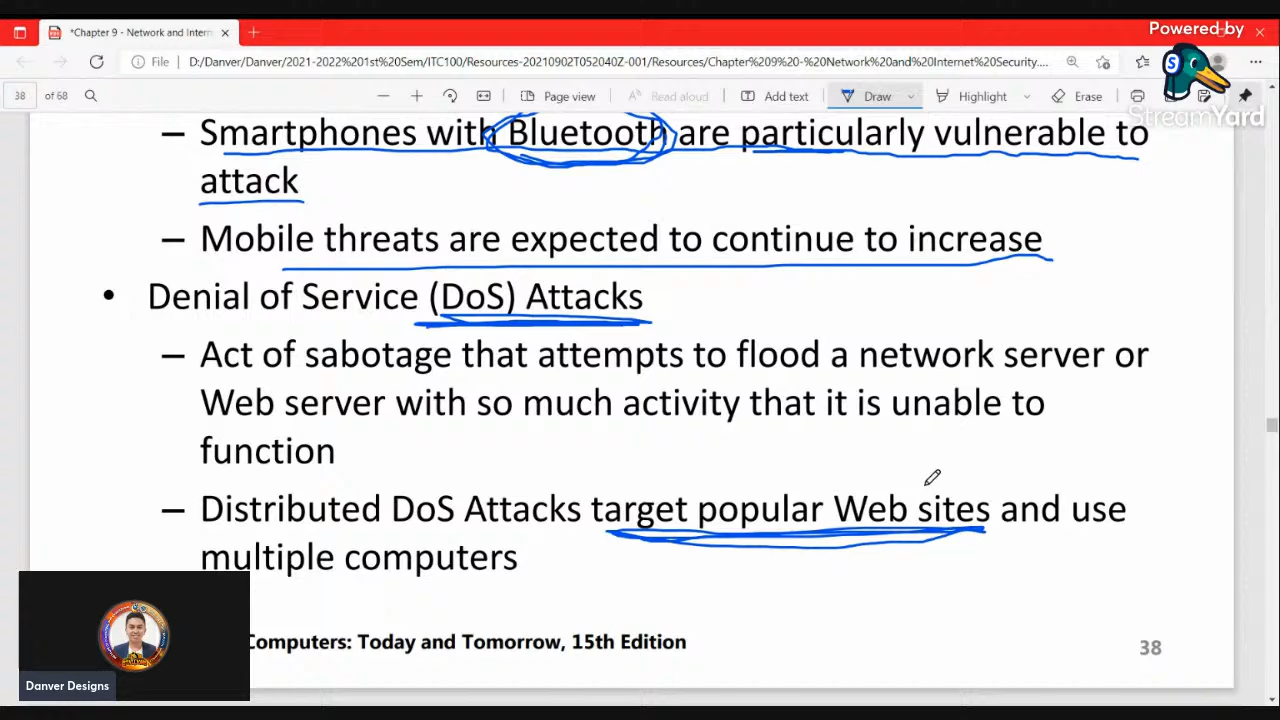 Powered by
*Chapter 9 - Network and Intern
File D:/Danver/Danver/2021-2022%201st%20Sem/ITC100/Resources-20210902T052040Z-001/Resources/Chapter%209%20-%20Network%20and%20Internet%20Security....
38 of 68 Page view Read aloud Add text Draw Highlight Erase
StreamYard
– Smartphones with Bluetooth are particularly vulnerable to
attack
– Mobile threats are expected to continue to increase
• Denial of Service (DoS) Attacks
– Act of sabotage that attempts to flood a network server or
Web server with so much activity that it is unable to
function
– Distributed DoS Attacks target popular Web sites and use
multiple computers
Computers: Today and Tomorrow, 15th Edition
38
Danver Designs